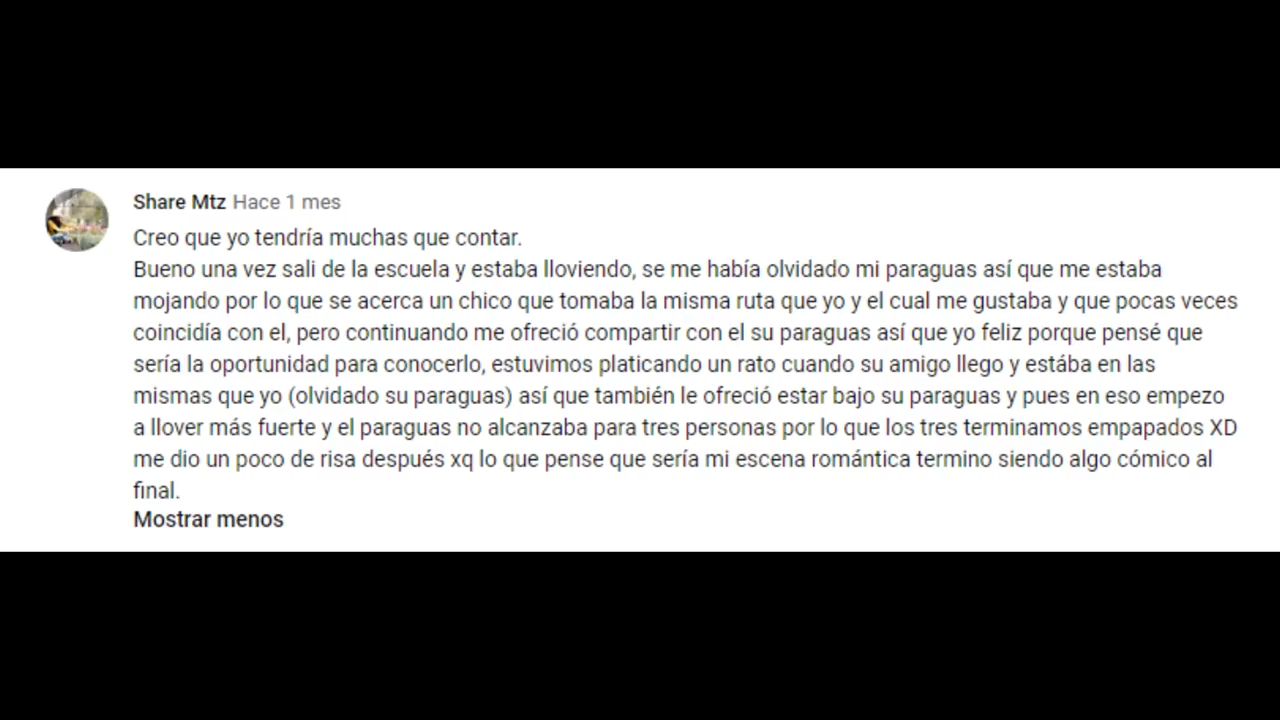 Share Mtz Hace 1 mes
Creo que yo tendría muchas que contar.
Bueno una vez sali de la escuela y estaba lloviendo, se me había olvidado mi paraguas así que me estaba
mojando por lo que se acerca un chico que tomaba la misma ruta que yo y el cual me gustaba y que pocas veces
coincidía con el, pero continuando me ofreció compartir con el su paraguas así que yo feliz porque pensé que
sería la oportunidad para conocerlo, estuvimos platicando un rato cuando su amigo llego y estába en las
mismas que yo (olvidado su paraguas) así que también le ofreció estar bajo su paraguas y pues en eso empezo
a llover más fuerte y el paraguas no alcanzaba para tres personas por lo que los tres terminamos empapados XD
me dio un poco de risa después xq lo que pense que sería mi escena romántica termino siendo algo cómico al
final.
Mostrar menos